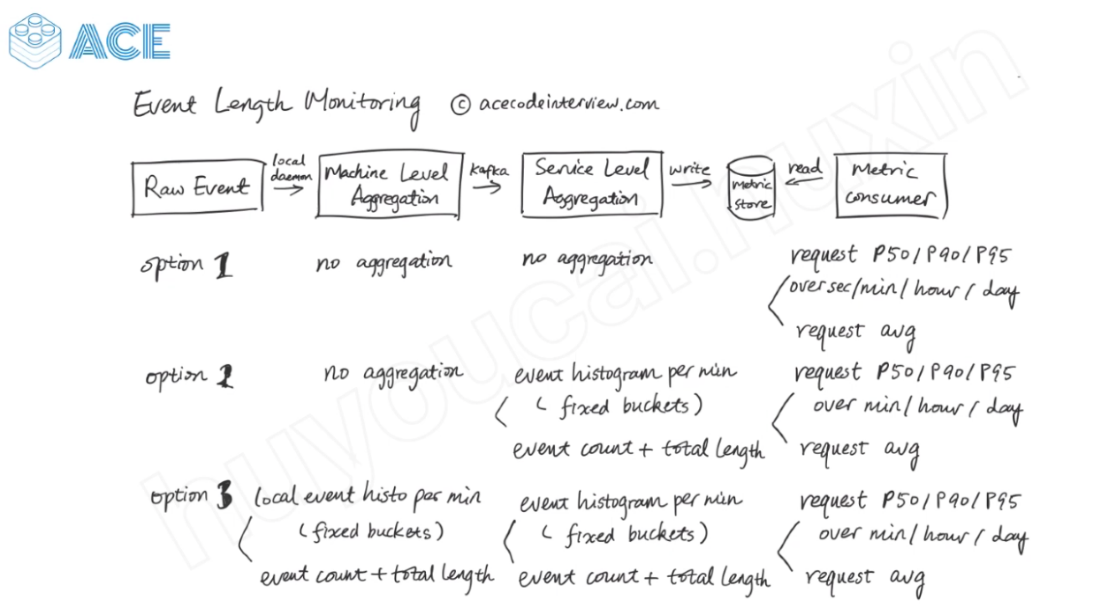 ACE
Event Length Monitoring © acecodeinterview.com
Raw Event
local daemon
Machine Level Aggregation
kafka
Service Level Aggregation
write
Metric Store
read
Metric Consumer
option 1
no aggregation
no aggregation
request P50/P90/P95
over sec/min/hour/day
request avg
option 2
no aggregation
event histogram per min
(fixed buckets)
event count + total length
request P50/P90/P95
over min/hour/day
request avg
option 3
local event histo per min
(fixed buckets)
event count + total length
event histogram per min
(fixed buckets)
event count + total length
request P50/P90/P95
over min/hour/day
request avg
huyoucai.nuxin